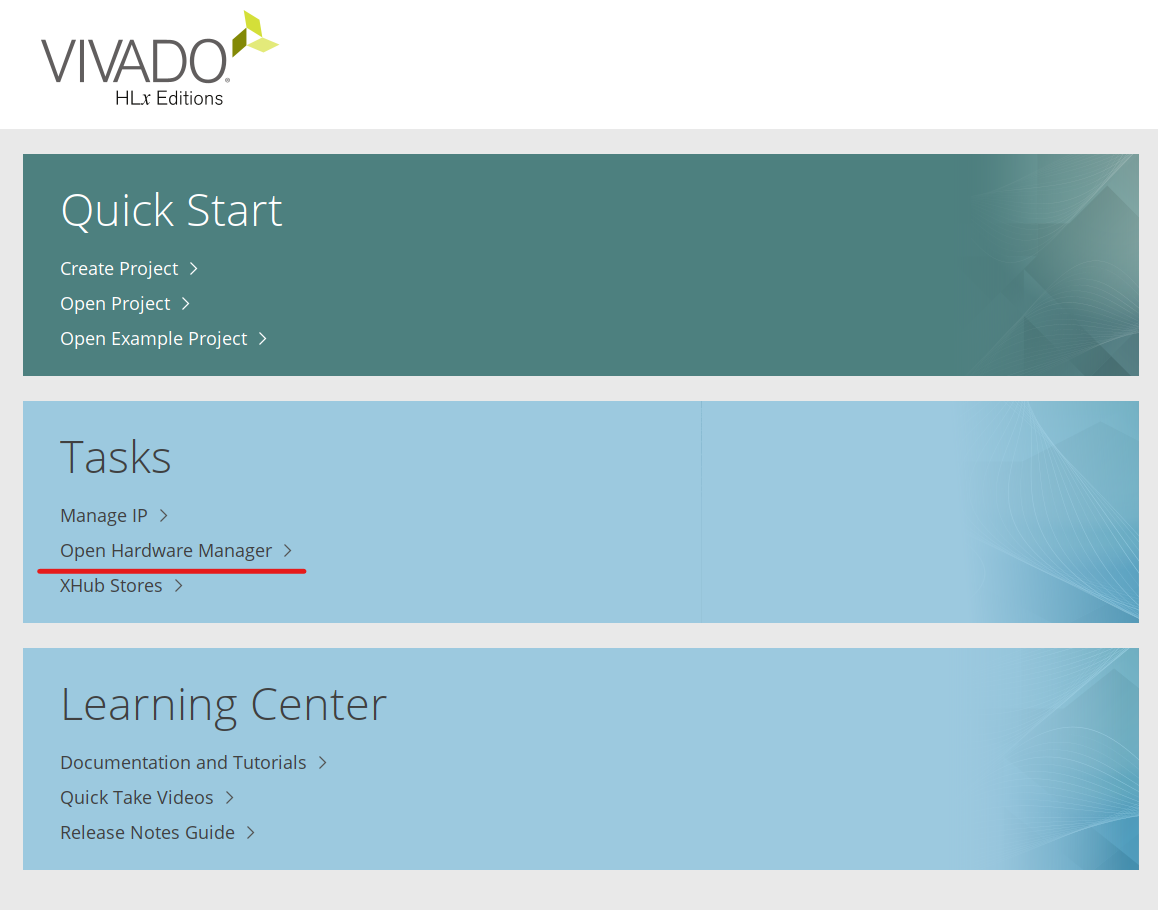 VIVADO®
HLx Editions
Quick Start
Create Project
Open Project
Open Example Project
Tasks
Manage IP
Open Hardware Manager
XHub Stores
Learning Center
Documentation and Tutorials
Quick Take Videos
Release Notes Guide